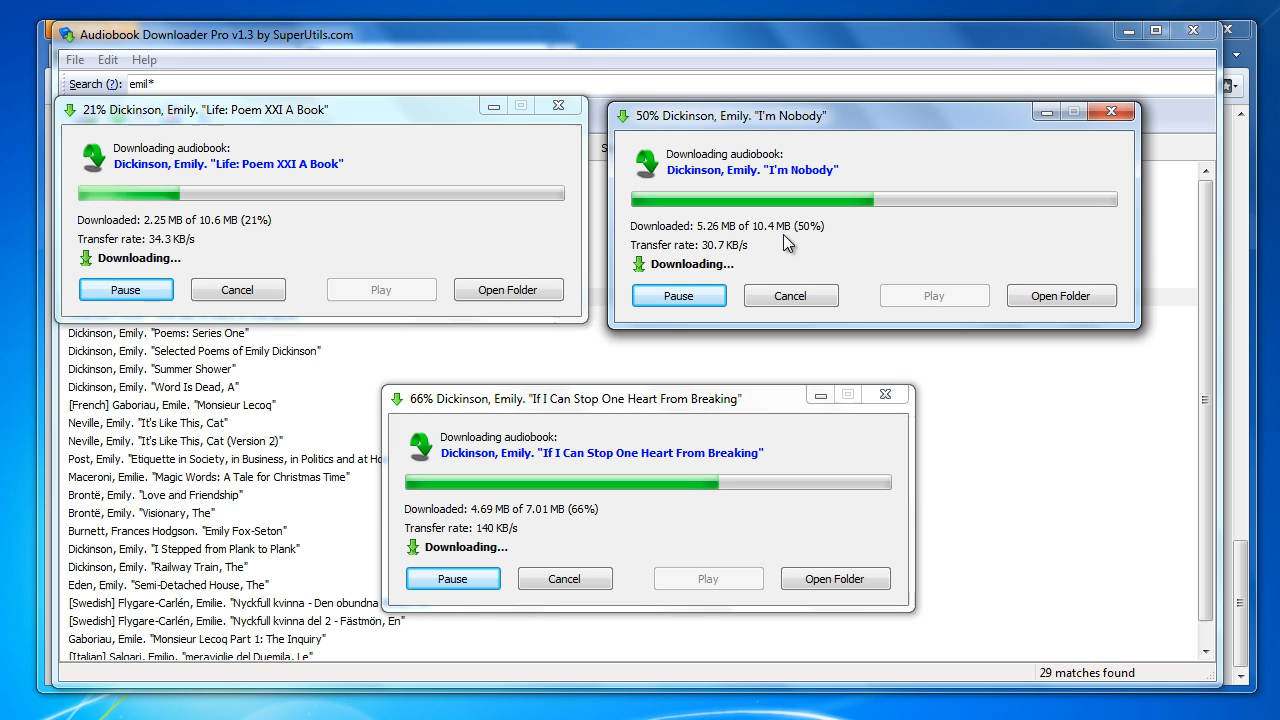 Audiobook Downloader Pro v1.3 by SuperUtils.com
File Edit Help
Search (?): emil*
21% Dickinson, Emily. "Life: Poem XXI A Book"
Downloading audiobook:
Dickinson, Emily. "Life: Poem XXI A Book"
Downloaded: 2.25 MB of 10.6 MB (21%)
Transfer rate: 34.3 KB/s
Downloading...
Pause Cancel Play Open Folder
50% Dickinson, Emily. "I'm Nobody"
Downloading audiobook:
Dickinson, Emily. "I'm Nobody"
Downloaded: 5.26 MB of 10.4 MB (50%)
Transfer rate: 30.7 KB/s
Downloading...
Pause Cancel Play Open Folder
Dickinson, Emily. "Poems: Series One"
Dickinson, Emily. "Selected Poems of Emily Dickinson"
Dickinson, Emily. "Summer Shower"
Dickinson, Emily. "Word Is Dead, A"
[French] Gaboriau, Emile. "Monsieur Lecoq"
Neville, Emily. "It's Like This, Cat"
Neville, Emily. "It's Like This, Cat (Version 2)"
Post, Emily. "Etiquette in Society, in Business, in Politics and at
Maceroni, Emilie. "Magic Words: A Tale for Christmas Time"
Brontë, Emily. "Love and Friendship"
Brontë, Emily. "Visionary, The"
Burnett, Frances Hodgson. "Emily Fox-Seton"
Dickinson, Emily. "I Stepped from Plank to Plank"
Dickinson, Emily. "Railway Train, The"
Eden, Emily. "Semi-Detached House, The"
[Swedish] Flygare-Carlén, Emilie. "Nyckfull kvinna - Den obundna
[Swedish] Flygare-Carlén, Emilie. "Nyckfull kvinna del 2 - Fästmön, En"
Gaboriau, Emile. "Monsieur Lecoq Part 1: The Inquiry"
[Italian] Salgari, Emilio. "meraviglie del Duemila, Le"
66% Dickinson, Emily. "If I Can Stop One Heart From Breaking"
Downloading audiobook:
Dickinson, Emily. "If I Can Stop One Heart From Breaking"
Downloaded: 4.69 MB of 7.01 MB (66%)
Transfer rate: 140 KB/s
Downloading...
Pause Cancel Play Open Folder
29 matches found